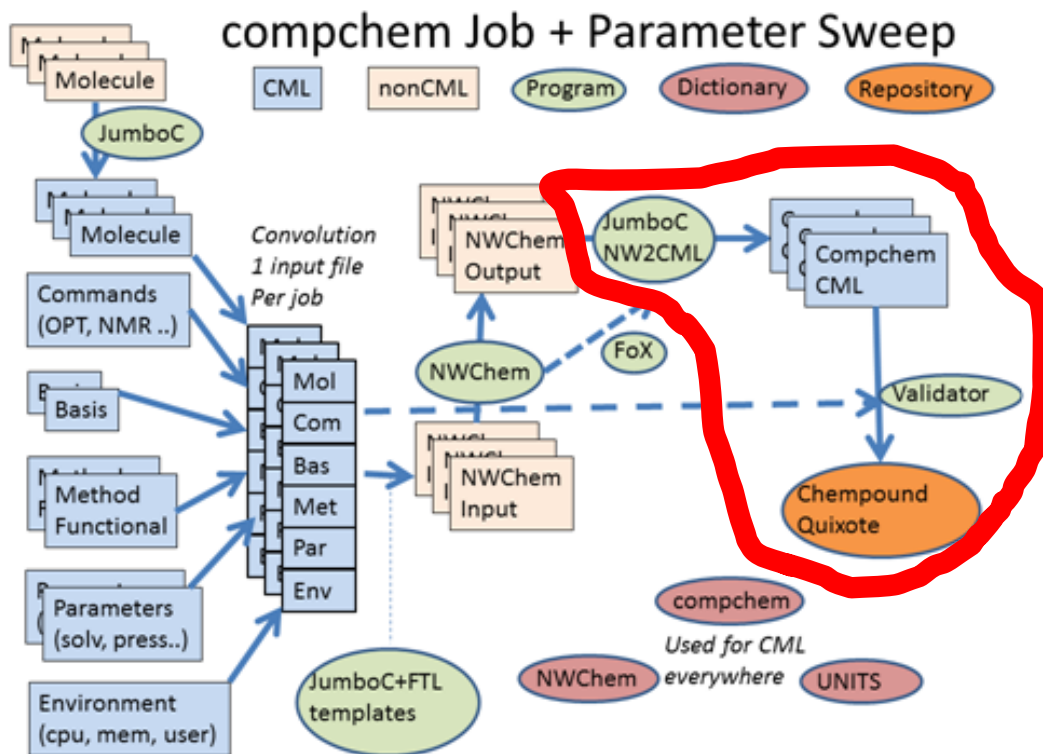 compchem Job + Parameter Sweep
CML
nonCML
Program
Dictionary
Repository
Molecule
JumboC
Molecule
Convolution
1 input file
Per job
Commands
(OPT, NMR ..)
Basis
Method
Functional
Parameters
(solv, press..)
Environment
(cpu, mem, user)
Mol
Com
Bas
Met
Par
Env
NWChem
Output
NWChem
NWChem
Input
JumboC
NW2CML
FoX
Compchem
CML
Validator
Chempound
Quixote
JumboC+FTL
templates
compchem
Used for CML
everywhere
NWChem
UNITS